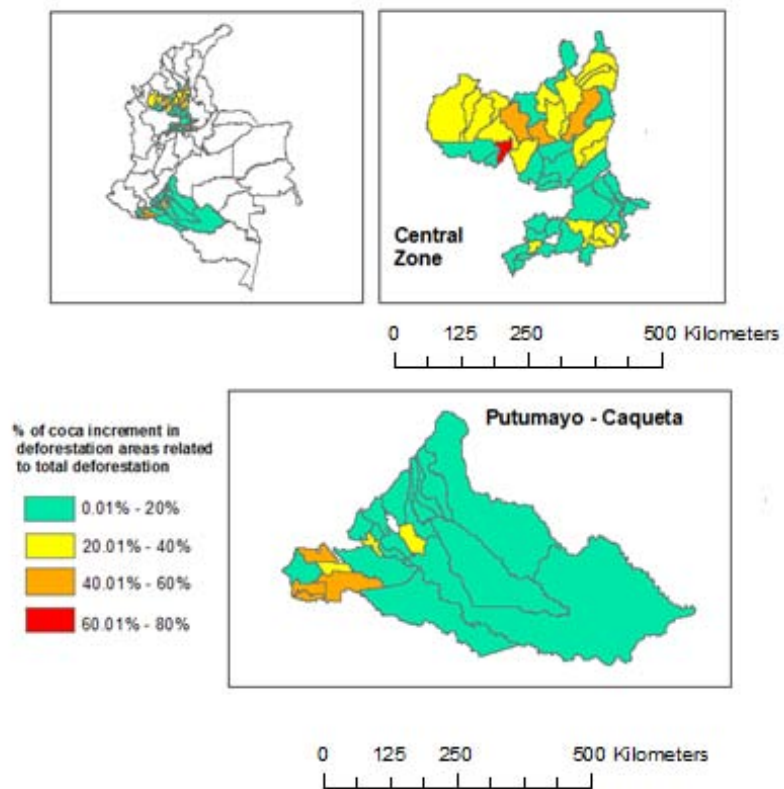 Central
Zone
0 125 250 500 Kilometers
Putumayo - Caqueta
% of coca increment in
deforestation areas related
to total deforestation
0.01% - 20%
20.01% - 40%
40.01% - 60%
60.01% - 80%
0 125 250 500 Kilometers